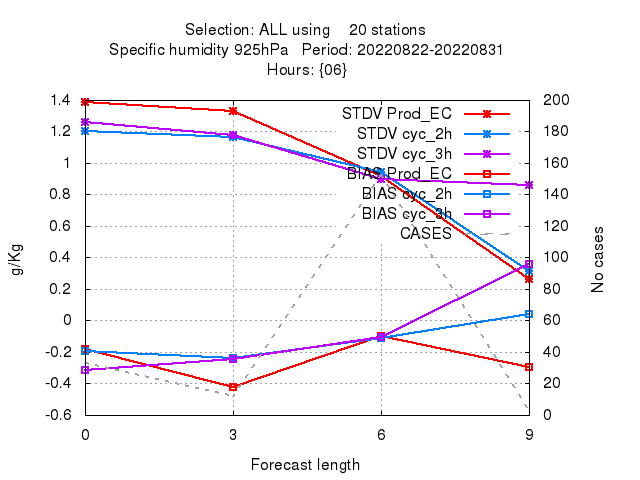 Selection: ALL using 20 stations
Specific humidity 925hPa Period: 20220822-20220831
Hours: {06}
1.4
1.2
1
0.8
0.6
0.4
0.2
0
-0.2
-0.4
-0.6
200
180
160
140
120
100
80
60
40
20
0
STDV Prod_EC
STDV cyc_2h
STDV cyc_3h
BIAS Prod_EC
BIAS cyc_2h
BIAS cyc_3h
CASES
g/Kg
No cases
0 3 6 9
Forecast length